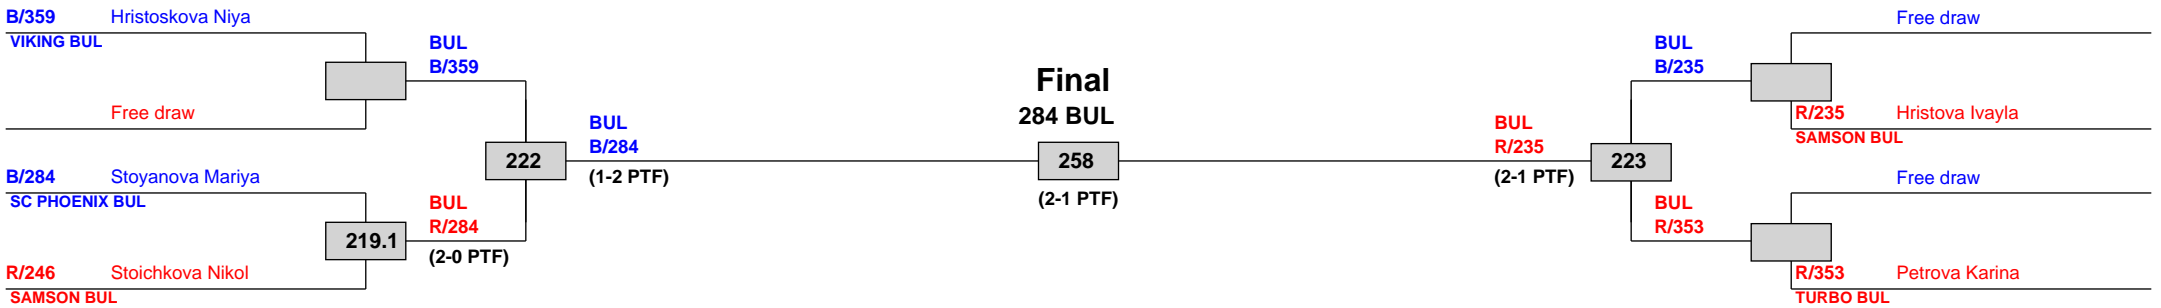 B/359 Hristoskova Niya
VIKING BUL
Free draw
B/284 Stoyanova Mariya
SC PHOENIX BUL
R/246 Stoichkova Nikol
SAMSON BUL
219.1
BUL
B/359
BUL
R/284
(2-0 PTF)
222
BUL
B/284
(1-2 PTF)
Final
284 BUL
258
(2-1 PTF)
BUL
R/235
(2-1 PTF)
223
BUL
B/235
BUL
R/353
Free draw
R/235 Hristova Ivayla
SAMSON BUL
Free draw
R/353 Petrova Karina
TURBO BUL